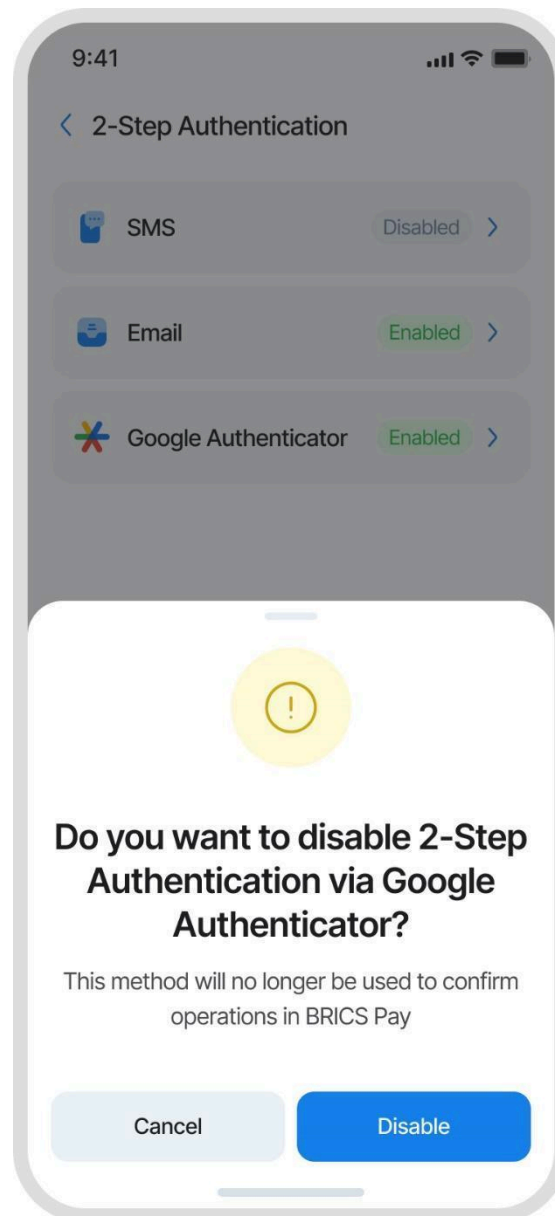 9:41
2-Step Authentication
SMS Disabled
Email Enabled
Google Authenticator Enabled
Do you want to disable 2-Step
Authentication via Google
Authenticator?
This method will no longer be used to confirm
operations in BRICS Pay
Cancel Disable